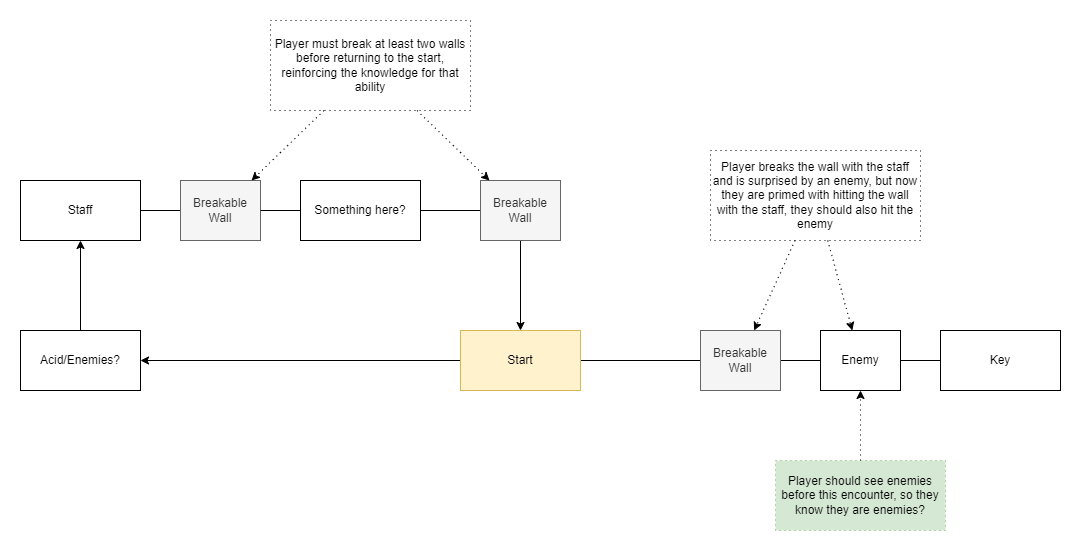 Player must break at least two walls
before returning to the start,
reinforcing the knowledge for that
ability
Player breaks the wall with the staff
and is surprised by an enemy, but now
they are primed with hitting the wall
with the staff, they should also hit the
enemy
Staff
Breakable
Wall
Something here?
Breakable
Wall
Acid/Enemies?
Start
Breakable
Wall
Enemy
Key
Player should see enemies
before this encounter, so they
know they are enemies?